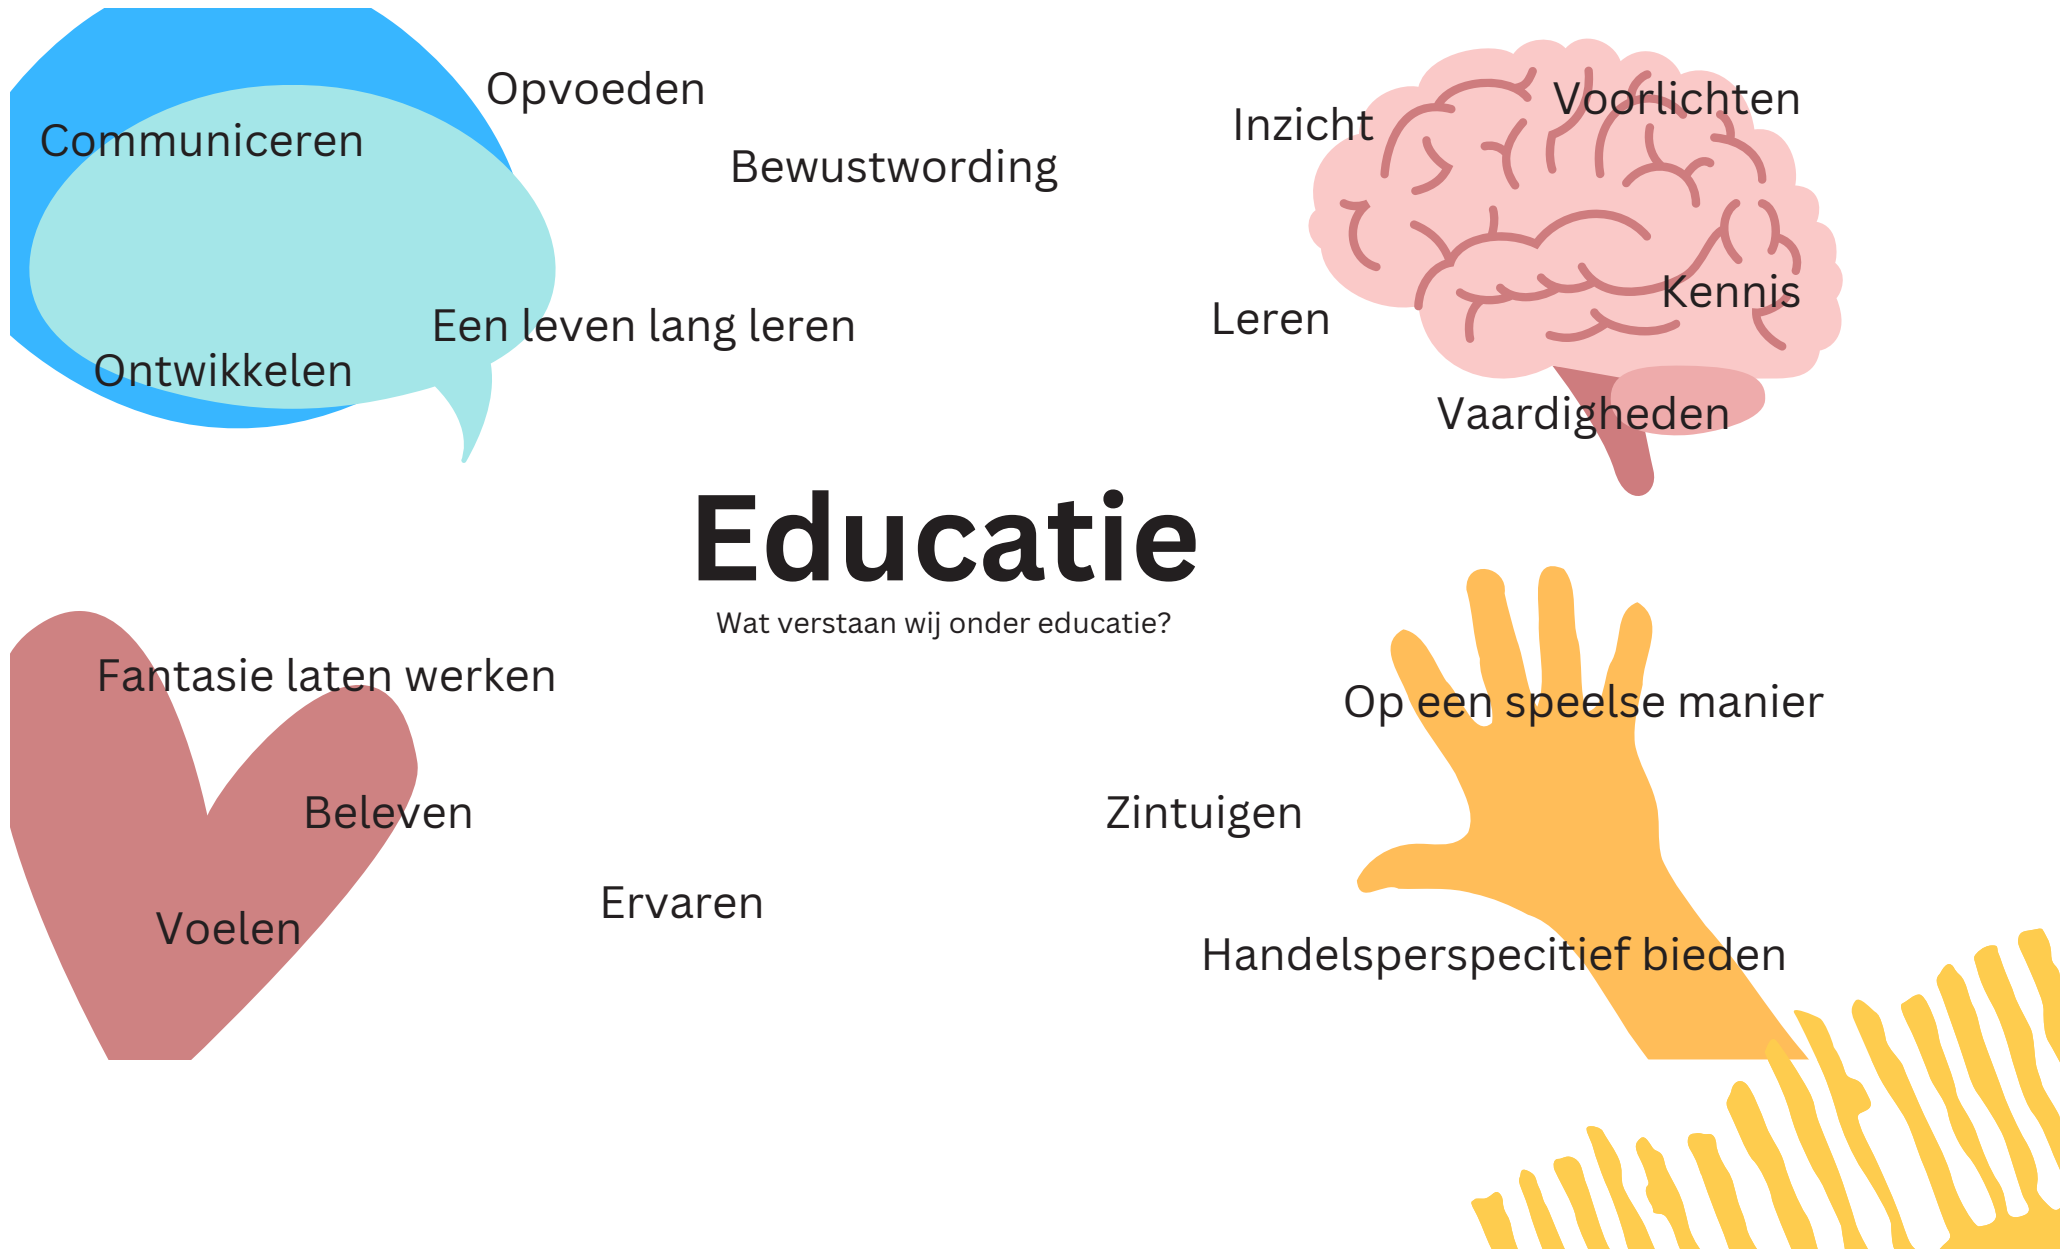 Opvoeden
Voorlichten
Inzicht
Communiceren
Bewustwording
Kennis
Leren
Een leven lang leren
Ontwikkelen
Vaardigheden
Educatie
Wat verstaan wij onder educatie?
Fantasie laten werken
Op een speelse manier
Beleven
Zintuigen
Ervaren
Voelen
Handelsperspecitief bieden